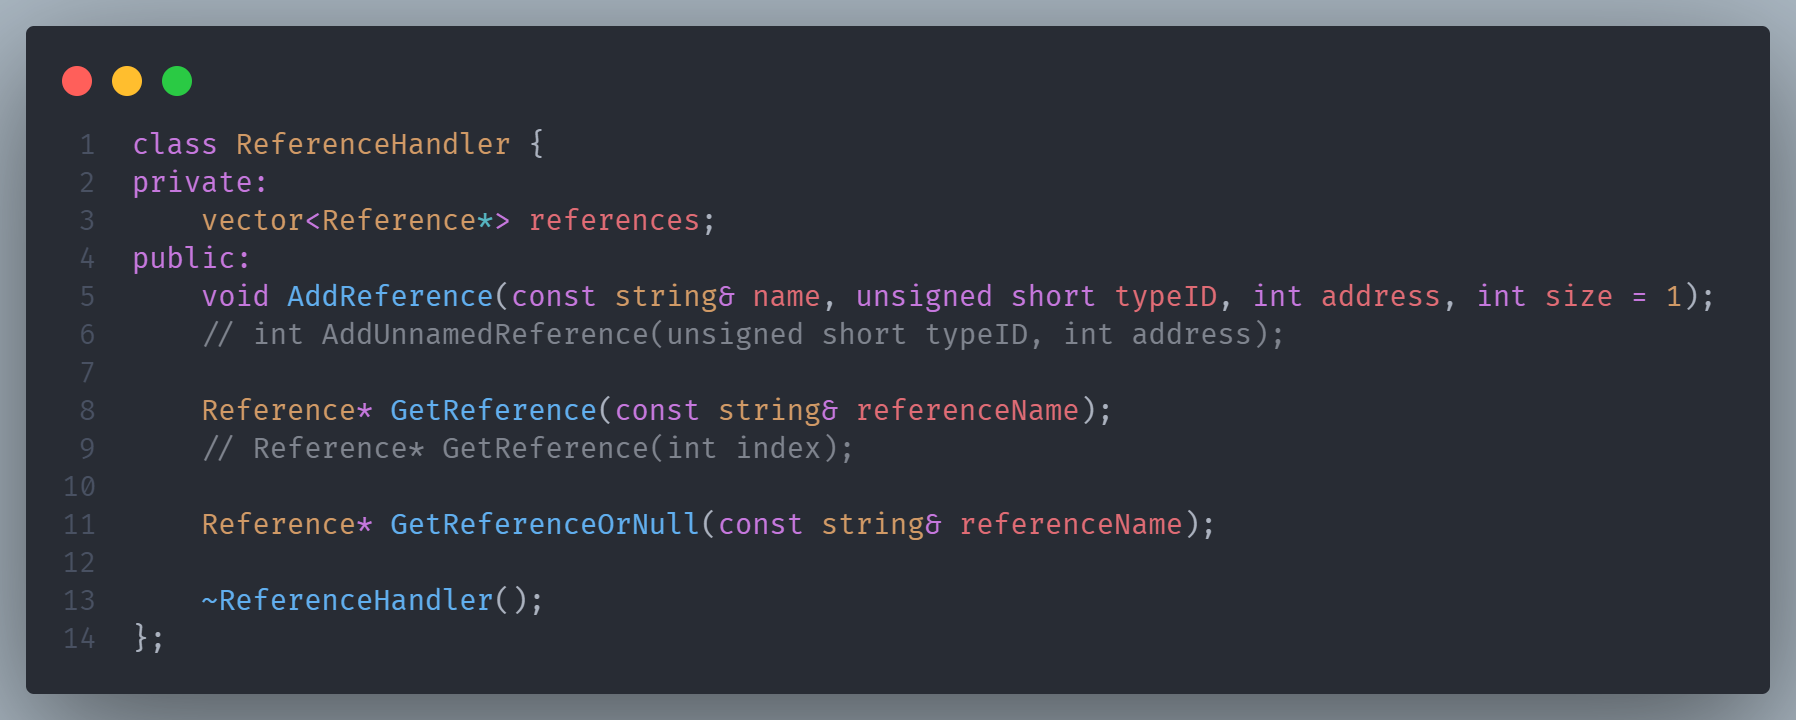 1 class ReferenceHandler {
2 private:
3     vector<Reference*> references;
4 public:
5     void AddReference(const string& name, unsigned short typeID, int address, int size = 1);
6     // int AddUnnamedReference(unsigned short typeID, int address);
7
8     Reference* GetReference(const string& referenceName);
9     // Reference* GetReference(int index);
10
11     Reference* GetReferenceOrNull(const string& referenceName);
12
13     ~ReferenceHandler();
14 };